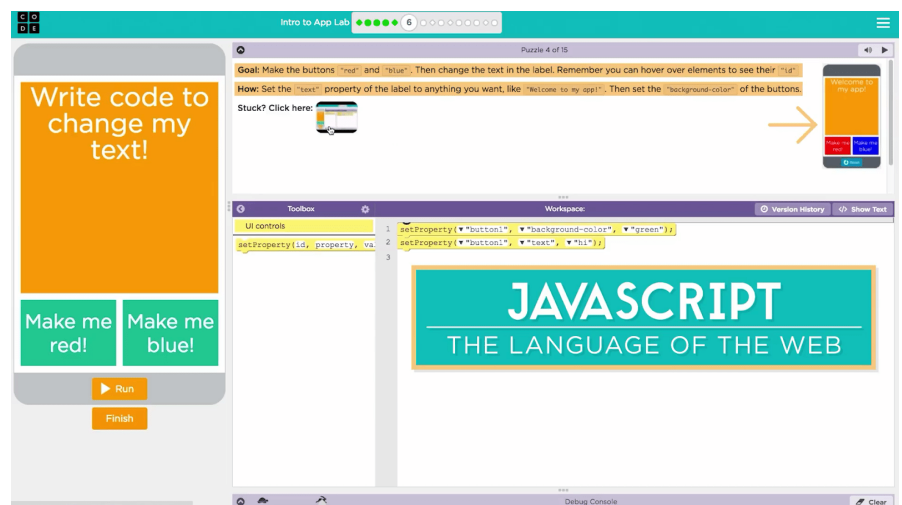 C O
D E
Intro to App Lab
6
Puzzle 4 of 15
Goal: Make the buttons "red" and "blue". Then change the text in the label. Remember you can hover over elements to see their "id"
How: Set the "text" property of the label to anything you want, like "Welcome to my app!". Then set the "background-color" of the buttons.
Stuck? Click here:
Welcome to
my app!
Make me
red!
Make me
blue!
Write code to
change my
text!
Make me
red!
Make me
blue!
Run
Finish
Toolbox
Workspace:
Version History
</> Show Text
UI controls
setProperty(id, property, va
1 setProperty(▼"button1", ▼"background-color", ▼"green");
2 setProperty(▼"button1", ▼"text", ▼"hi");
3
JAVASCRIPT
THE LANGUAGE OF THE WEB
Debug Console
Clear